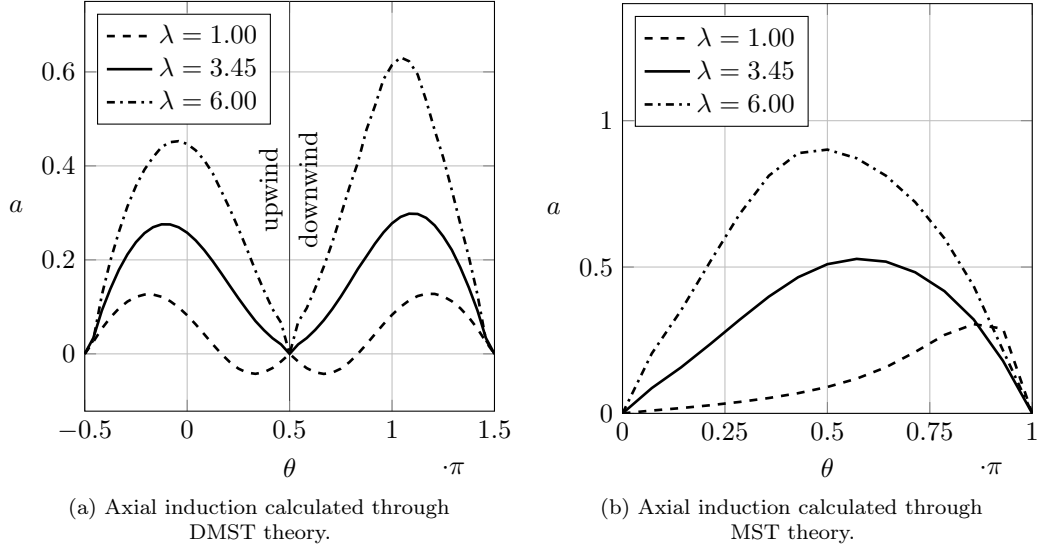 λ = 1.00
λ = 3.45
λ = 6.00
upwind
downwind
0.6
0.4
0.2
0
a
−0.5
0
0.5
1
1.5
θ
·π
(a) Axial induction calculated through
DMST theory.
λ = 1.00
λ = 3.45
λ = 6.00
1
0.5
0
a
0
0.25
0.5
0.75
1
θ
·π
(b) Axial induction calculated through
MST theory.